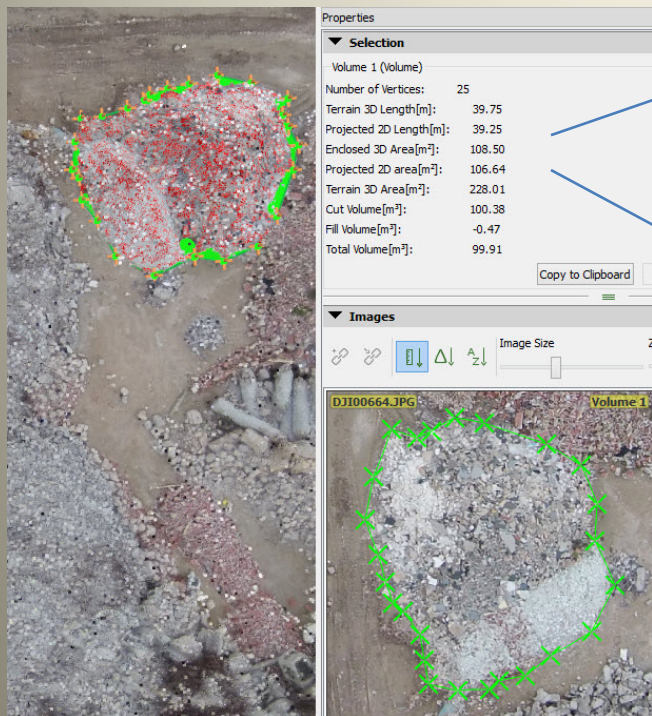 Properties
Selection
Volume 1 (Volume)
Number of Vertices: 25
Terrain 3D Length[m]: 39.75
Projected 2D Length[m]: 39.25
Enclosed 3D Area[m²]: 108.50
Projected 2D area[m²]: 106.64
Terrain 3D Area[m²]: 228.01
Cut Volume[m³]: 100.38
Fill Volume[m³]: -0.47
Total Volume[m³]: 99.91
Copy to Clipboard
Images
A Z
Image Size
Z
DJI00664.JPG Volume 1